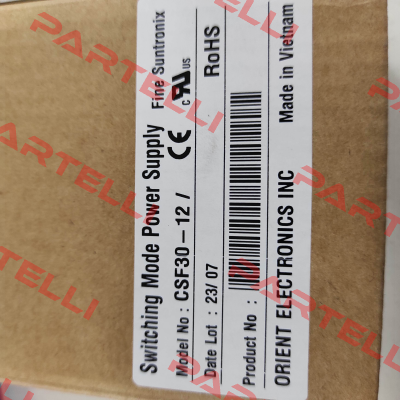 Switching Mode Power Supply
Fine Suntronix
Model No : CSF30-12 /
CE
c UL us
Date Lot : 23/07
RoHS
Product No :
ORIENT ELECTRONICS INC
Made in Vietnam
PARTELLI
PARTELLI
PARTELLI
PARTELLI
PARTELLI